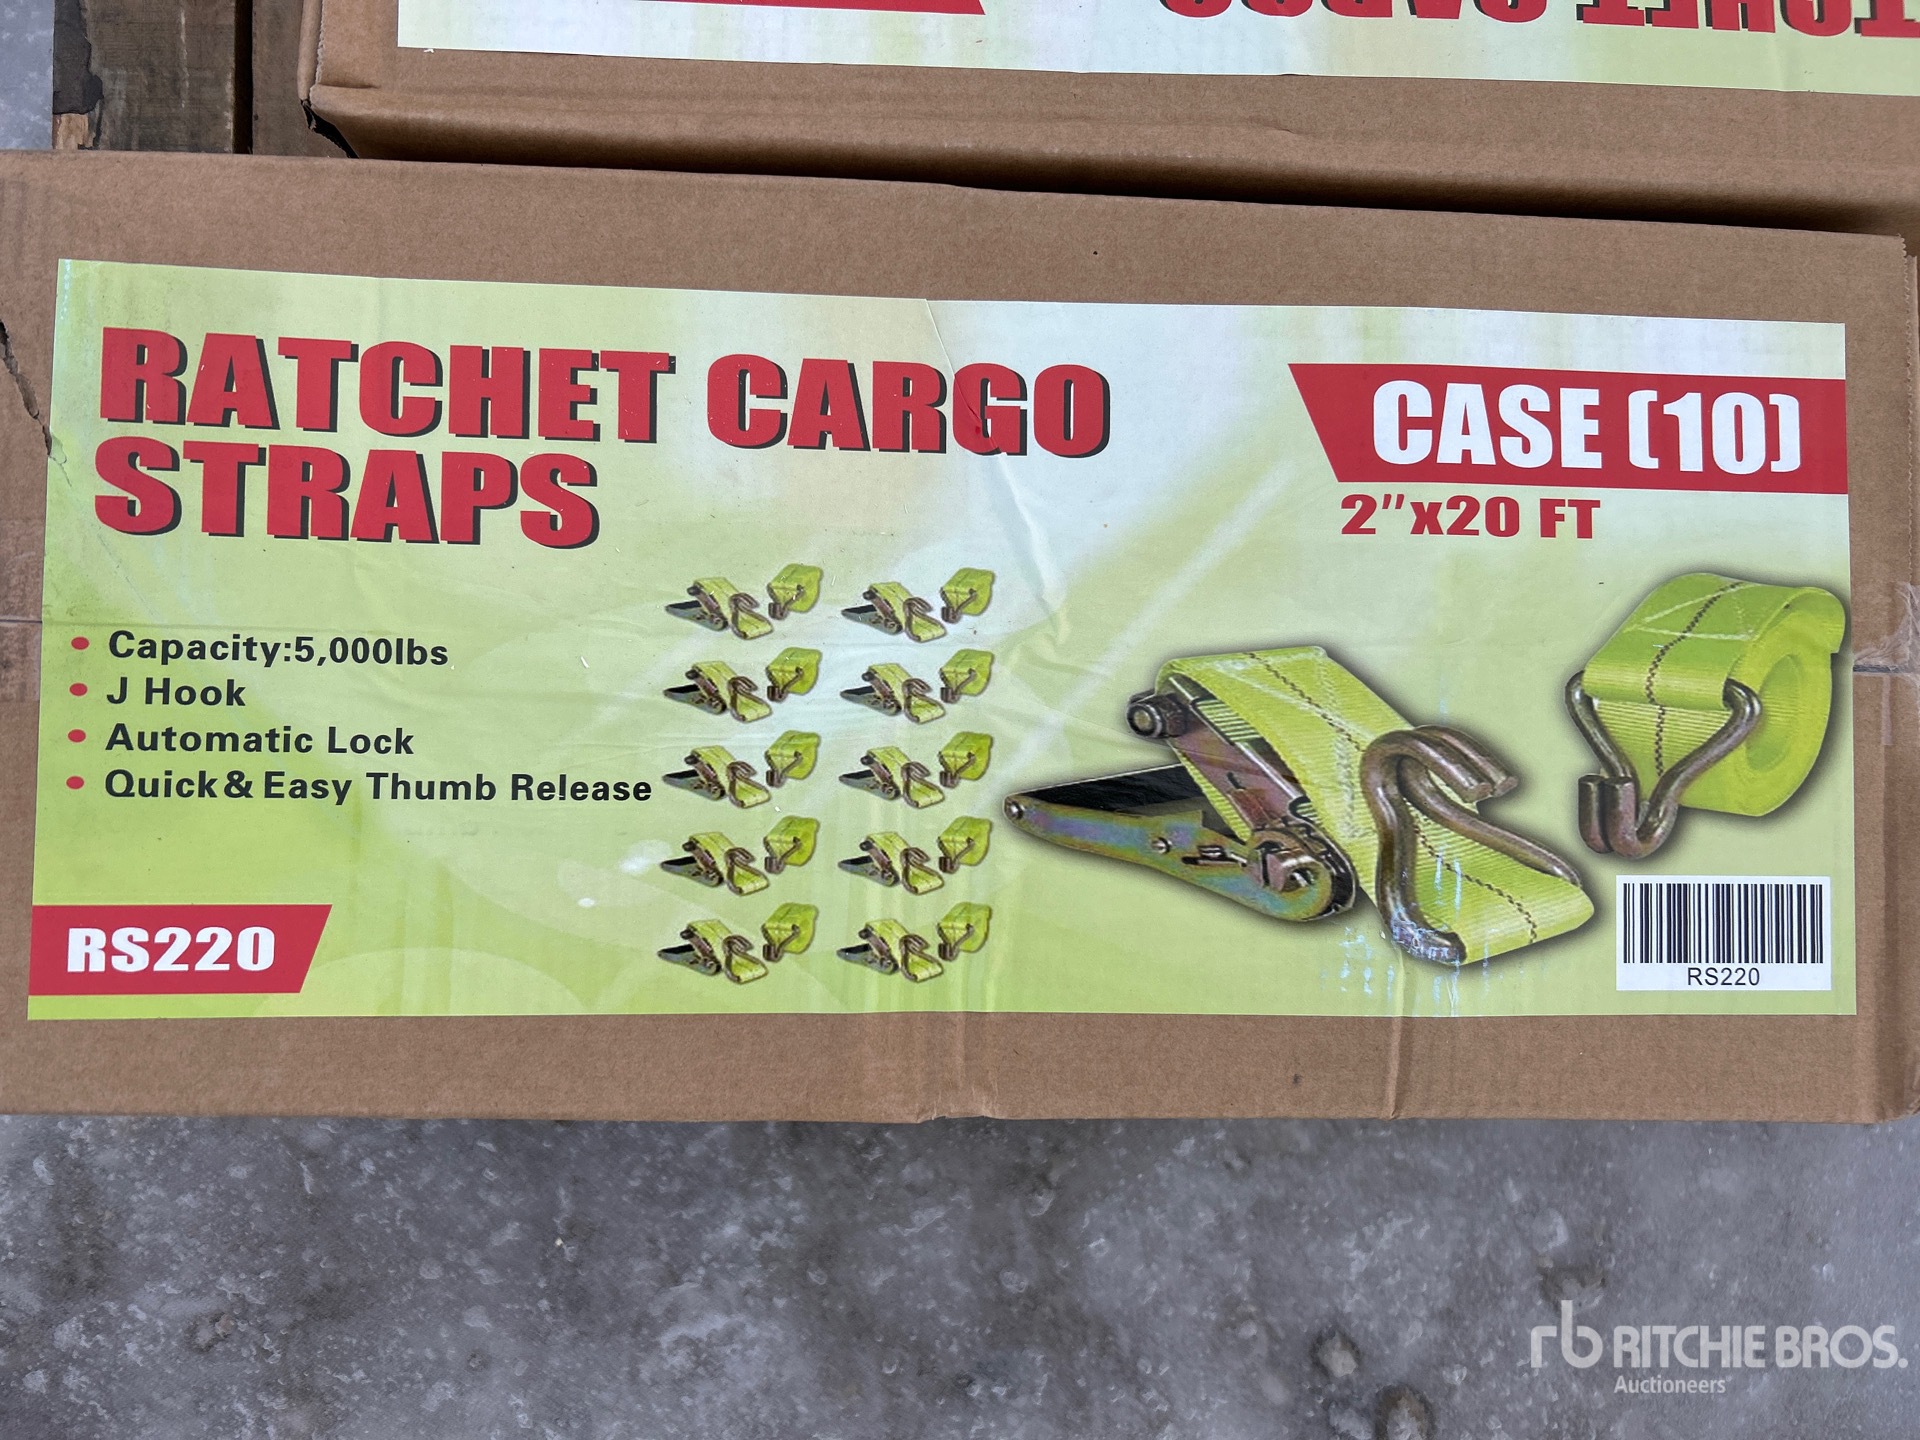 RATCHET CARGO
STRAPS
CASE (10)
2"x20 FT
• Capacity:5,000lbs
• J Hook
• Automatic Lock
• Quick & Easy Thumb Release
RS220
RS220
rb RITCHIE BROS.
Auctioneers